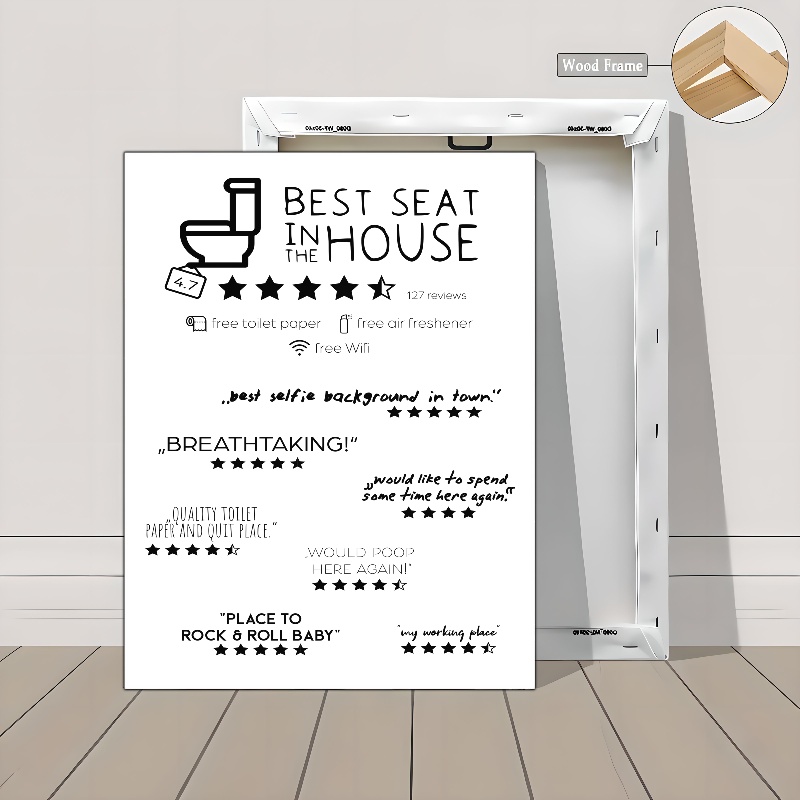 Wood Frame
BEST SEAT
IN THE HOUSE
4.7
127 reviews
free toilet paper
free air freshener
free Wifi
„best selfie background in town.“
„BREATHTAKING!“
„would like to spend
some time here again.“
„QUALITY TOILET
PAPER AND QUIT PLACE.“
„WOULD POOP
HERE AGAIN!“
"PLACE TO
ROCK & ROLL BABY"
"my working place"